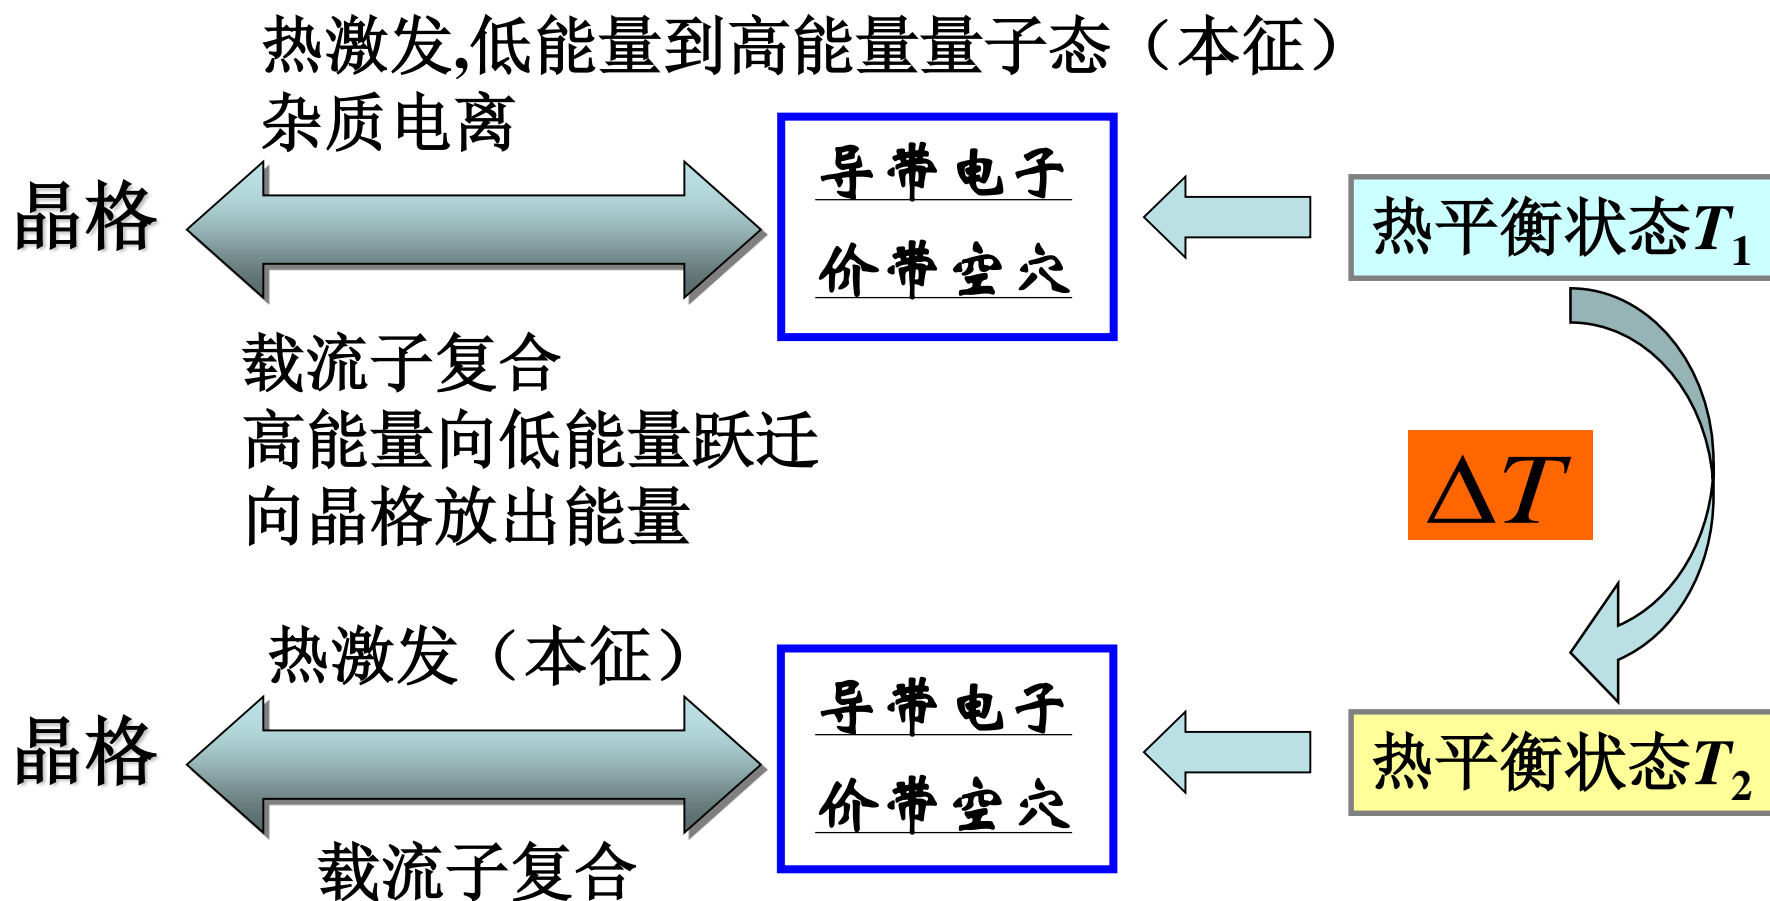 热激发,低能量到高能量量子态（本征）
杂质电离
晶格
导带电子
价带空穴
热平衡状态T₁
载流子复合
高能量向低能量跃迁
向晶格放出能量
ΔT
热激发（本征）
晶格
导带电子
价带空穴
热平衡状态T₂
载流子复合